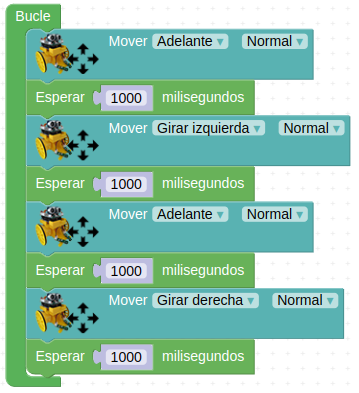 Bucle
Mover Adelante Normal
Esperar 1000 milisegundos
Mover Girar izquierda Normal
Esperar 1000 milisegundos
Mover Adelante Normal
Esperar 1000 milisegundos
Mover Girar derecha Normal
Esperar 1000 milisegundos